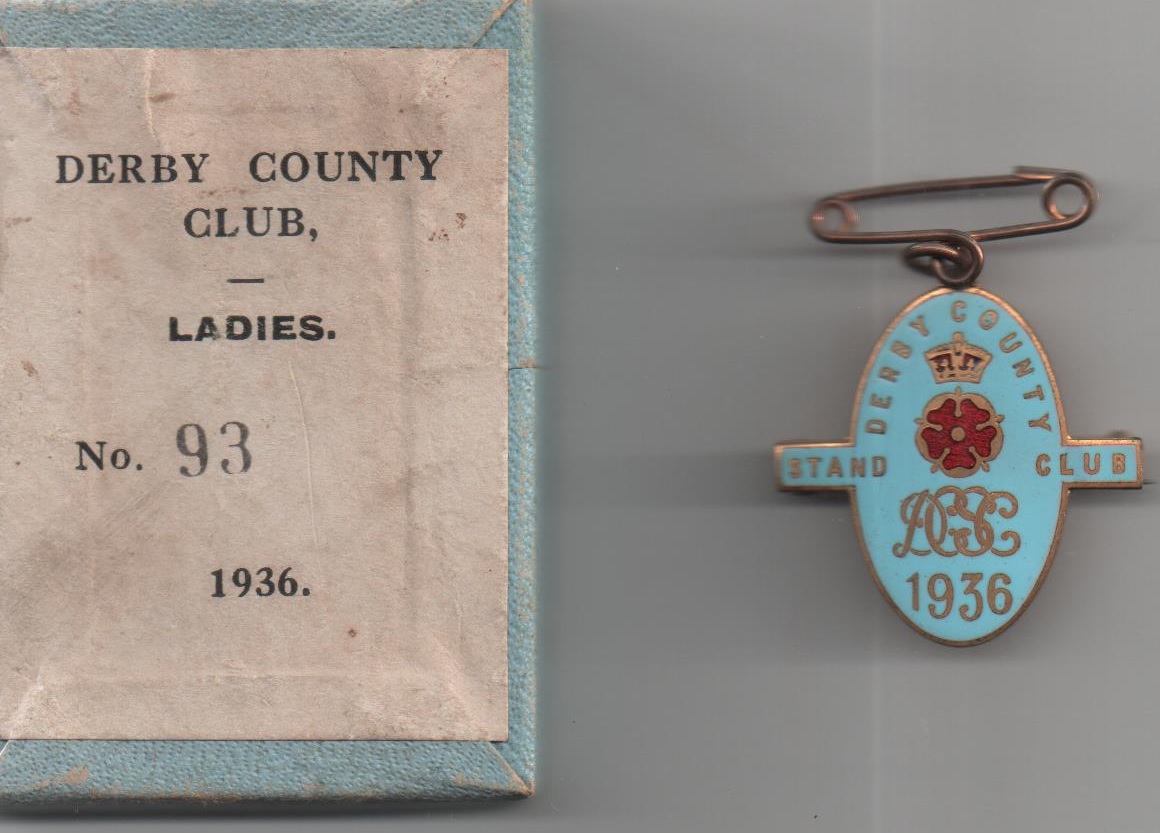 DERBY COUNTY
CLUB,
LADIES.
No. 93
1936.
DERBY COUNTY
STAND CLUB
1936